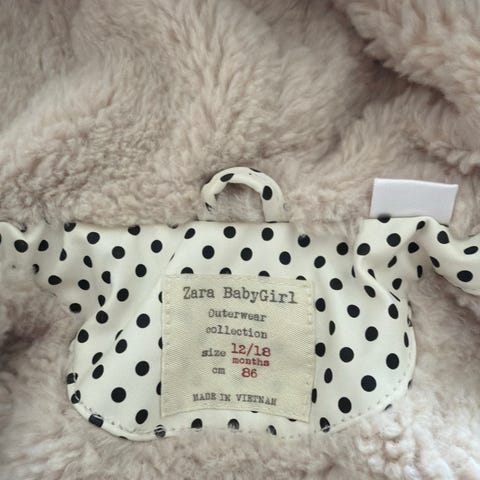 Zara BabyGirl
Outerwear
collection
size 12/18
months
cm 86
MADE IN VIETNAM